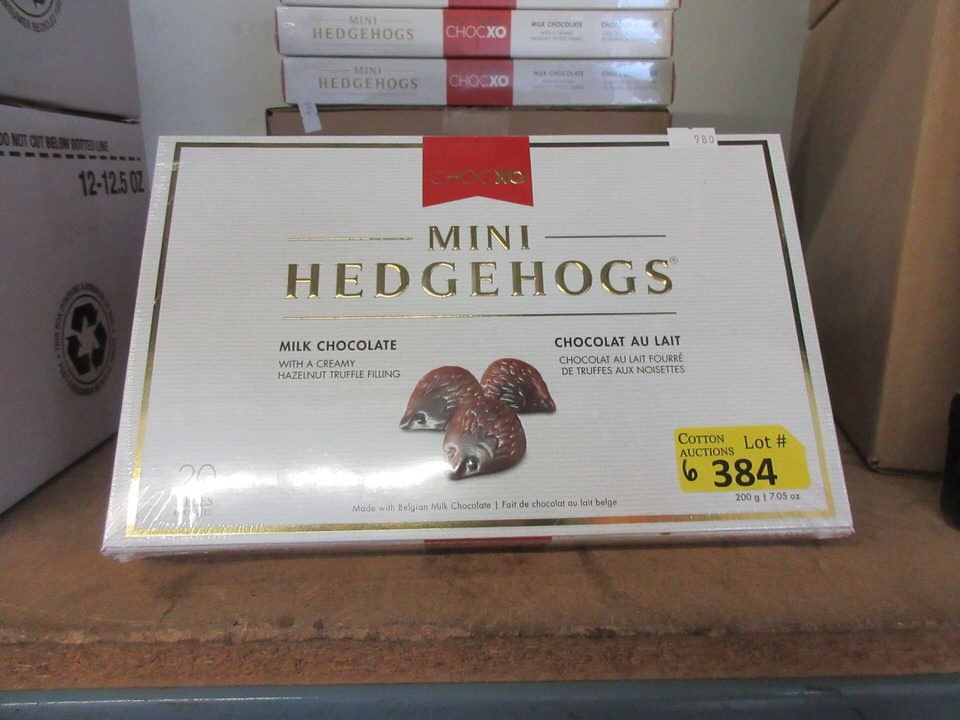 MINI
HEDGEHOGS
CHOCXO
MILK CHOCOLATE
MINI
HEDGEHOGS
CHOCXO
MILK CHOCOLATE
DO NOT CUT BELOW DOTTED LINE
12-12.5 OZ
980
CHOCXO
MINI
HEDGEHOGS®
MILK CHOCOLATE
WITH A CREAMY
HAZELNUT TRUFFLE FILLING
CHOCOLAT AU LAIT
CHOCOLAT AU LAIT FOURRÉ
DE TRUFFES AUX NOISETTES
COTTON
AUCTIONS
Lot #
6
384
20
200 g | 7.05 oz
Made with Belgian Milk Chocolate | Fait de chocolat au lait belge